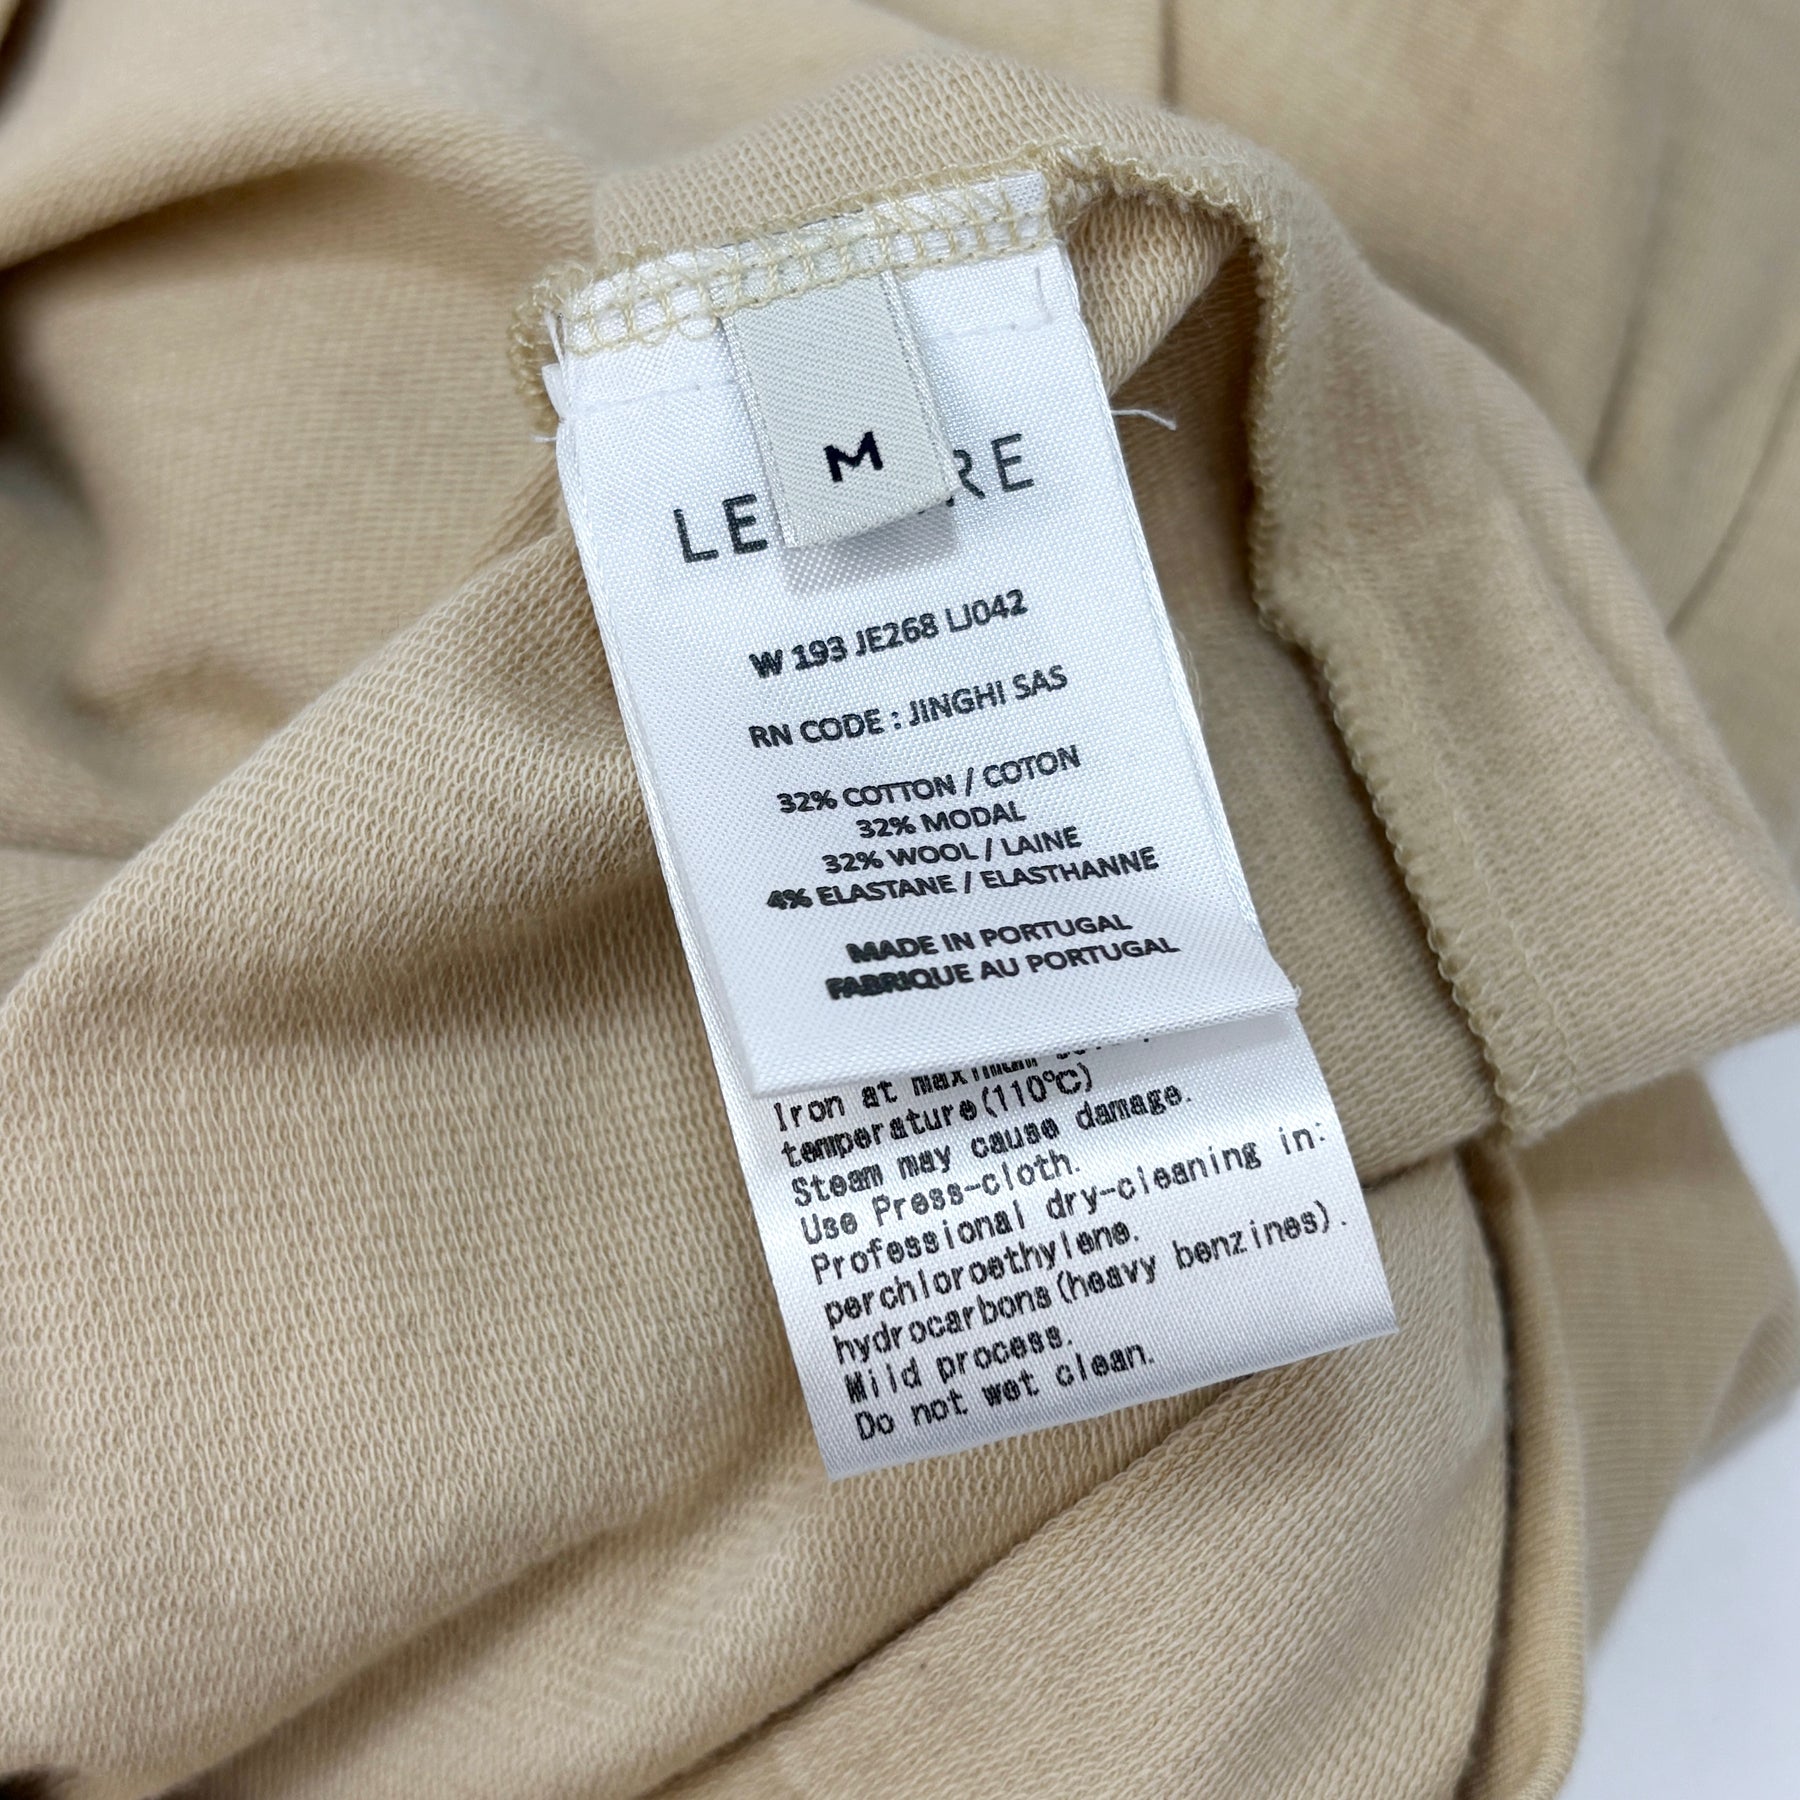 M
LE RE
W 193 JE268 LJ042
RN CODE : JINGHI SAS
32% COTTON / COTON
32% MODAL
32% WOOL / LAINE
4% ELASTANE / ELASTHANNE
MADE IN PORTUGAL
FABRIQUE AU PORTUGAL
Iron at maximum
temperature(110℃)
Steam may cause damage.
Use Press-cloth.
Professional dry-cleaning in:
perchloroethylene.
hydrocarbons(heavy benzines).
Mild process.
Do not wet clean.